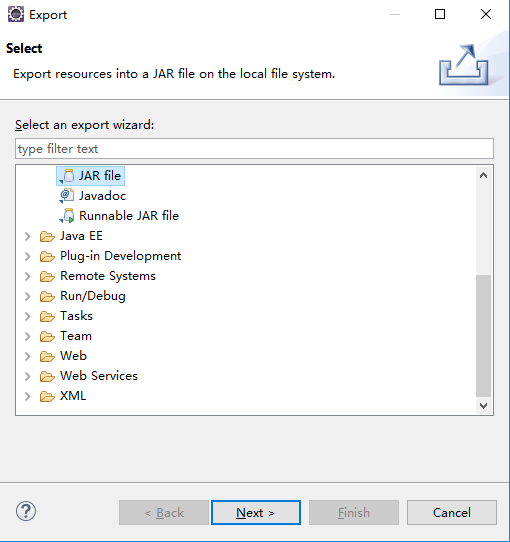 Export
Select
Export resources into a JAR file on the local file system.
Select an export wizard:
type filter text
JAR file
Javadoc
Runnable JAR file
Java EE
Plug-in Development
Remote Systems
Run/Debug
Tasks
Team
Web
Web Services
XML
? < Back Next > Finish Cancel